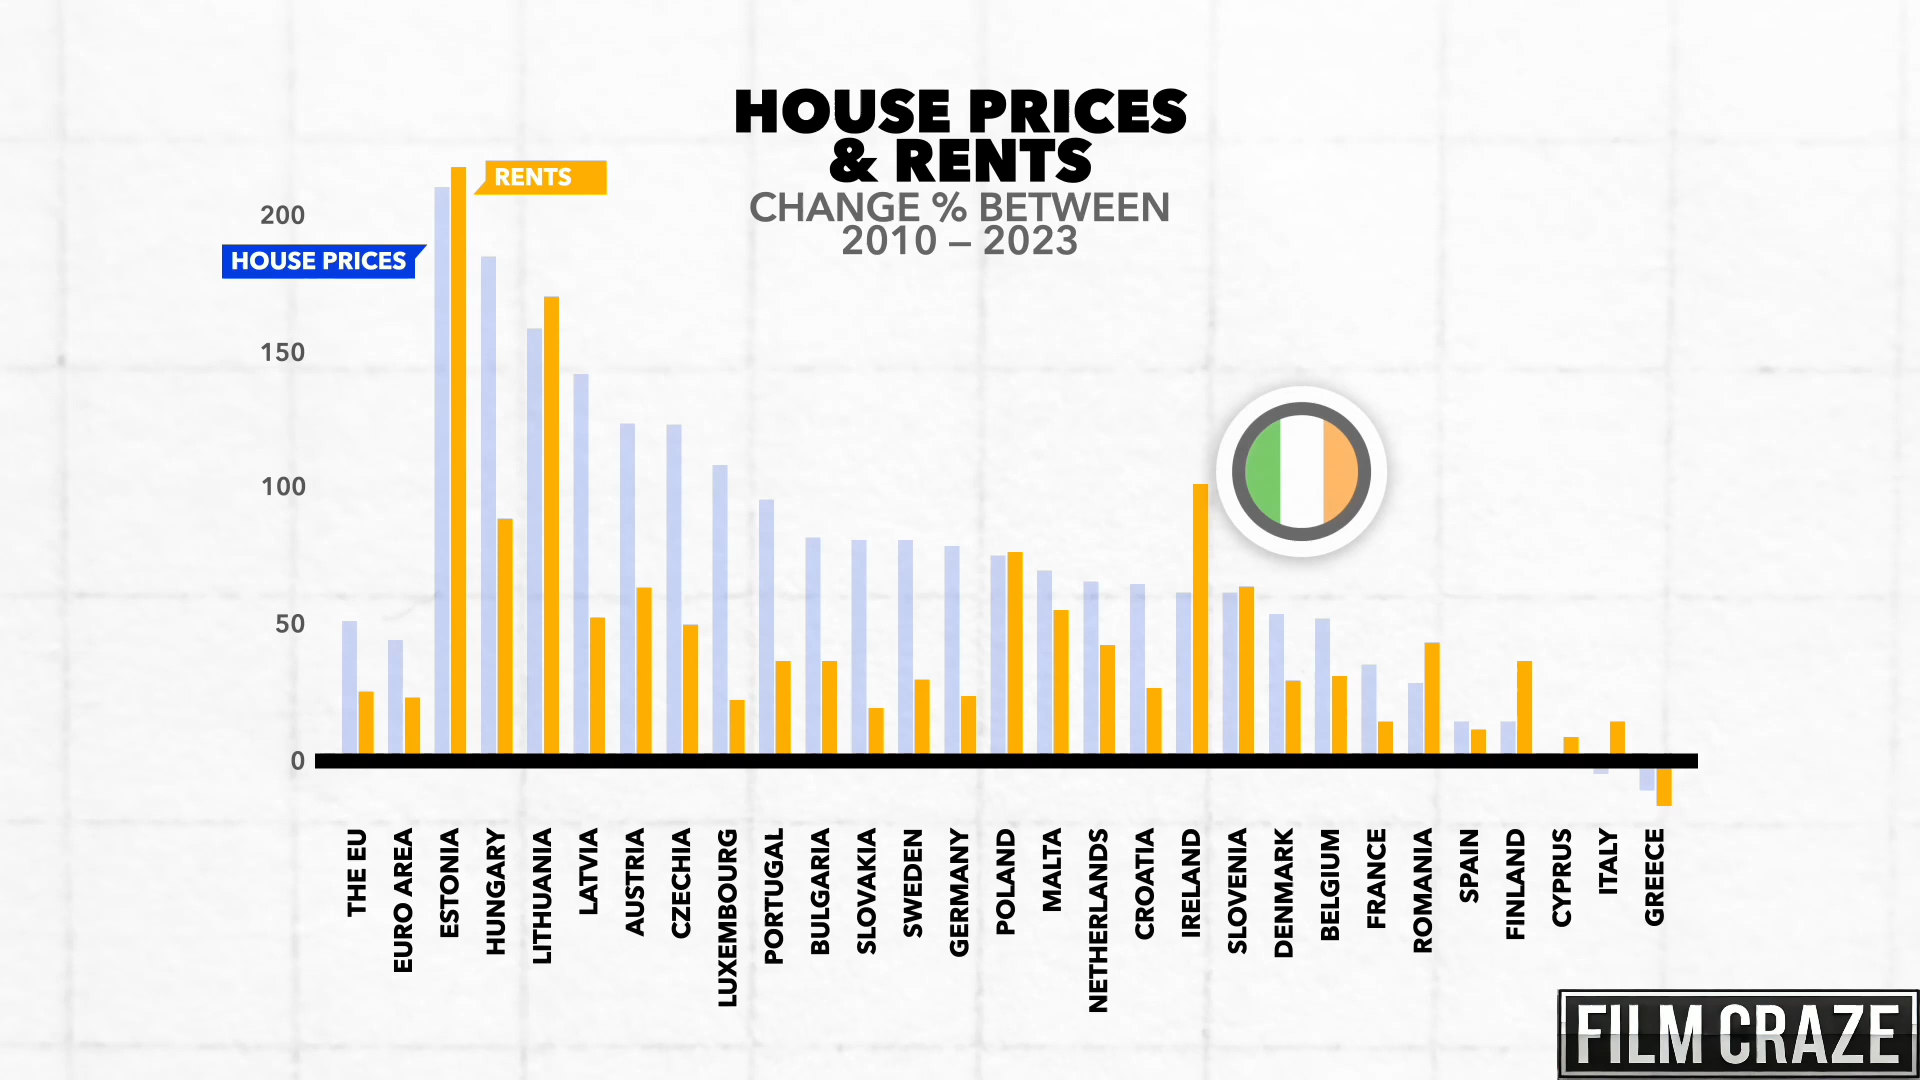 HOUSE PRICES
& RENTS
CHANGE % BETWEEN
2010 – 2023
RENTS
HOUSE PRICES
200
150
100
50
0
THE EU
EURO AREA
ESTONIA
HUNGARY
LITHUANIA
LATVIA
AUSTRIA
CZECHIA
LUXEMBOURG
PORTUGAL
BULGARIA
SLOVAKIA
SWEDEN
GERMANY
POLAND
MALTA
NETHERLANDS
CROATIA
IRELAND
SLOVENIA
DENMARK
BELGIUM
FRANCE
ROMANIA
SPAIN
FINLAND
CYPRUS
ITALY
GREECE
FILM CRAZE